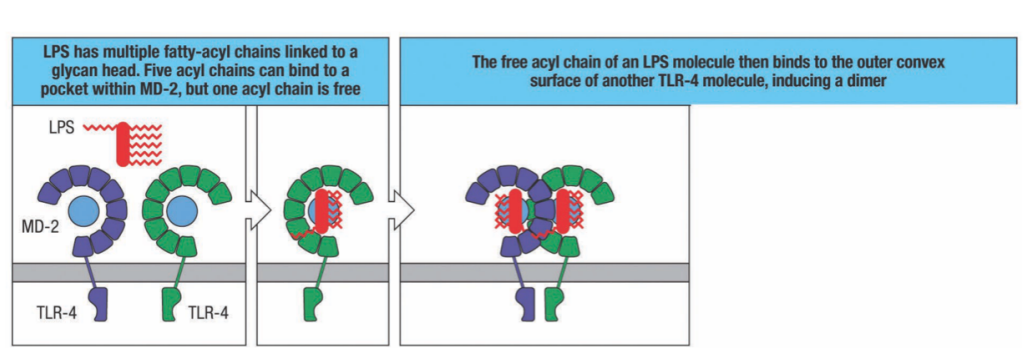 LPS has multiple fatty-acyl chains linked to a
glycan head. Five acyl chains can bind to a
pocket within MD-2, but one acyl chain is free
The free acyl chain of an LPS molecule then binds to the outer convex
surface of another TLR-4 molecule, inducing a dimer
LPS
MD-2
TLR-4
TLR-4